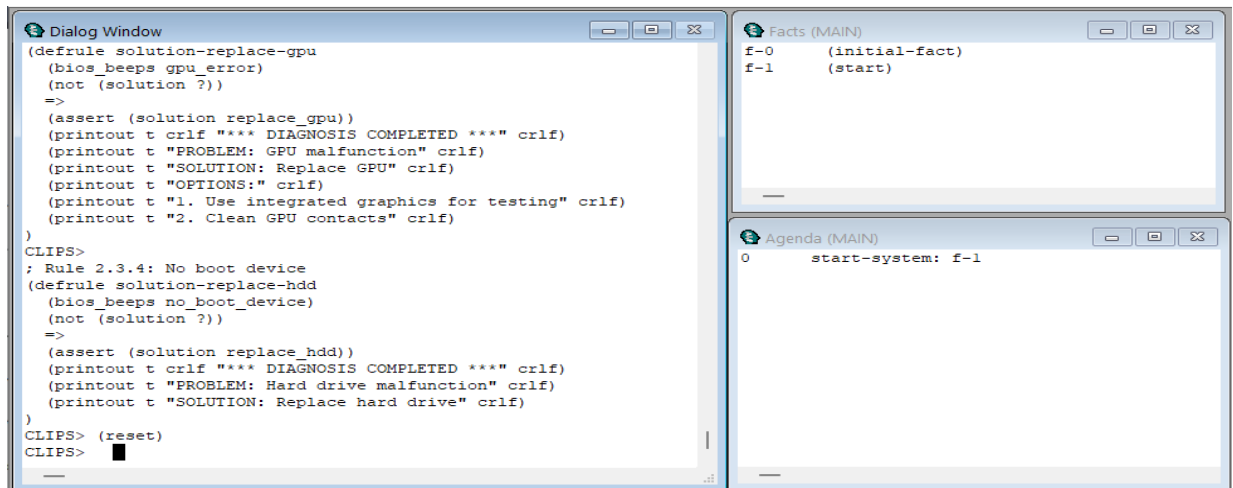 Dialog Window
(defrule solution-replace-gpu
  (bios_beeps gpu_error)
  (not (solution ?))
  =>
  (assert (solution replace_gpu))
  (printout t crlf "*** DIAGNOSIS COMPLETED ***" crlf)
  (printout t "PROBLEM: GPU malfunction" crlf)
  (printout t "SOLUTION: Replace GPU" crlf)
  (printout t "OPTIONS:" crlf)
  (printout t "1. Use integrated graphics for testing" crlf)
  (printout t "2. Clean GPU contacts" crlf)
)
CLIPS>
; Rule 2.3.4: No boot device
(defrule solution-replace-hdd
  (bios_beeps no_boot_device)
  (not (solution ?))
  =>
  (assert (solution replace_hdd))
  (printout t crlf "*** DIAGNOSIS COMPLETED ***" crlf)
  (printout t "PROBLEM: Hard drive malfunction" crlf)
  (printout t "SOLUTION: Replace hard drive" crlf)
)
CLIPS> (reset)
CLIPS>
Facts (MAIN)
f-0     (initial-fact)
f-1     (start)
Agenda (MAIN)
0      start-system: f-1